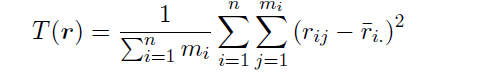 T(r) = \frac{1}{\sum_{i=1}^{n} m_i} \sum_{i=1}^{n} \sum_{j=1}^{m_i} (r_{ij} - \bar{r}_{i.})^2